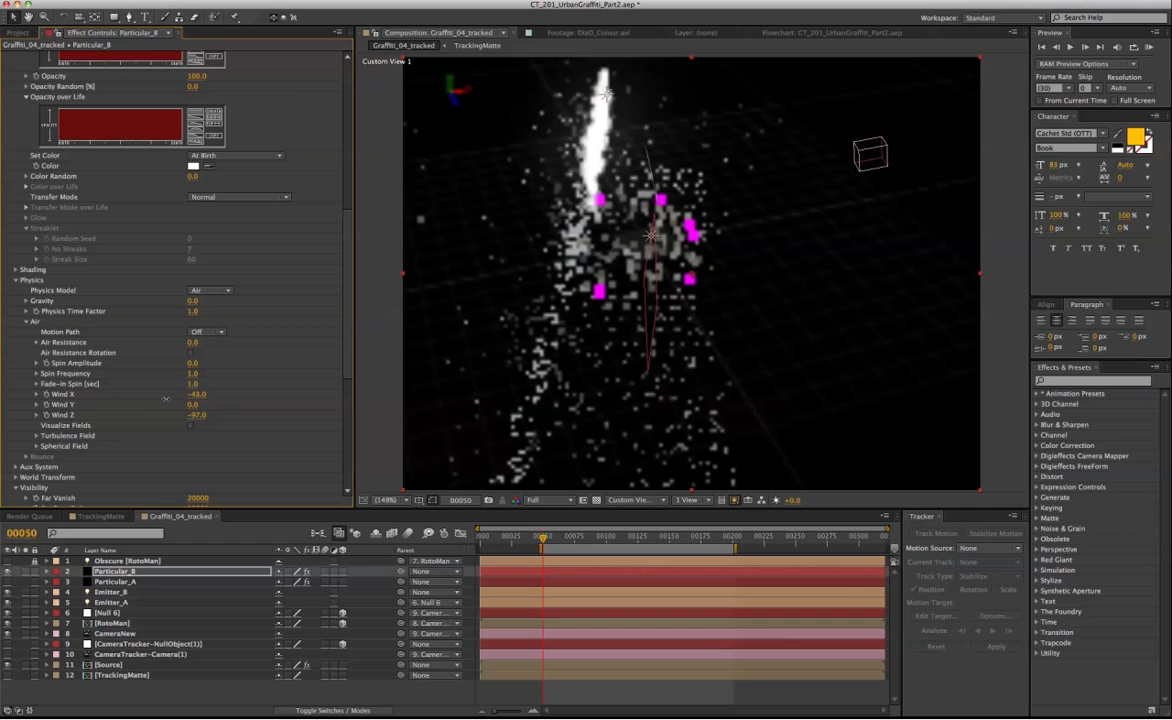 CT_201_UrbanGraffiti_Part2.aep *
Workspace: Standard
Search Help
Project
Effect Controls: Particular_B
Graffiti_04_tracked • Particular_B
Opacity 100.0
Opacity Random [%] 0.0
Opacity over Life
Set Color At Birth
Color
Color Random 0.0
Color over Life
Transfer Mode Normal
Transfer Mode over Life
Glow
Streaklet
Random Seed 0
No Streaks 7
Streak Size 60
Shading
Physics
Physics Model Air
Gravity 0.0
Physics Time Factor 1.0
Air
Motion Path Off
Air Resistance 0.0
Air Resistance Rotation
Spin Amplitude 0.0
Spin Frequency 1.0
Fade-in Spin [sec] 1.0
Wind X -43.0
Wind Y 0.0
Wind Z -97.0
Visualize Fields
Turbulence Field
Spherical Field
Bounce
Aux System
World Transform
Visibility
Far Vanish 20000
Composition: Graffiti_04_tracked
Footage: DiaD_Colour.avi
Layer: (none)
Flowchart: CT_201_UrbanGraffiti_Part2.aep
Graffiti_04_tracked
TrackingMatte
Custom View 1
(148%) 00050 Full Custom Vie... 1 View +0.0
Preview
RAM Preview Options
Frame Rate Skip Resolution
(30) 0 Auto
From Current Time Full Screen
Character
Cachet Std (OTT)
Book
83 px Auto
Metrics 0
- px
100 % 100 %
0 px 0 %
T T TT Tt T T
Align
Paragraph
0 px 0 px
0 px
0 px 0 px
Effects & Presets
* Animation Presets
3D Channel
Audio
Blur & Sharpen
Channel
Color Correction
Digieffects Camera Mapper
Digieffects FreeForm
Distort
Expression Controls
Generate
Keying
Matte
Noise & Grain
Obsolete
Perspective
Red Giant
Simulation
Stylize
Synthetic Aperture
Text
The Foundry
Time
Transition
Trapcode
Utility
Render Queue
TrackingMatte
Graffiti_04_tracked
00050
# Layer Name Parent
1 Obscure [RotoMan] 7. RotoMan
2 Particular_B None
3 Particular_A None
4 Emitter_B None
5 Emitter_A 6. Null 6
6 [Null 6] 9. Camer
7 [RotoMan] 8. Camer
8 CameraNew 9. Camer
9 [CameraTracker-NullObject(1)] None
10 CameraTracker-Camera(1) 9. Camer
11 [Source] None
12 [TrackingMatte] None
Toggle Switches / Modes
0000 00025 00050 00075 00100 00125 00150 00175 00200 00225 00250 00275 00300
Tracker
Track Motion Stabilize Motion
Motion Source: None
Current Track: None
Track Type: Stabilize
Position Rotation Scale
Motion Target:
Edit Target... Options...
Analyze:
Reset Apply